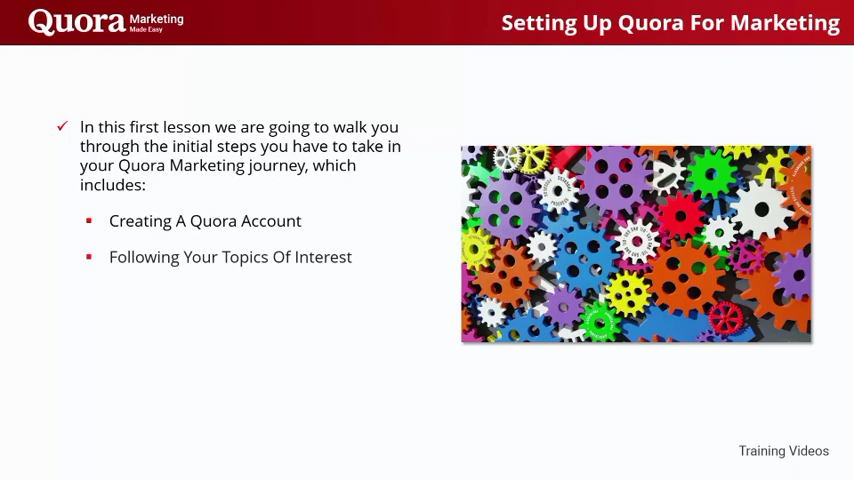 Quora Marketing
Made Easy
Setting Up Quora For Marketing
In this first lesson we are going to walk you
through the initial steps you have to take in
your Quora Marketing journey, which
includes:
Creating A Quora Account
Following Your Topics Of Interest
Training Videos